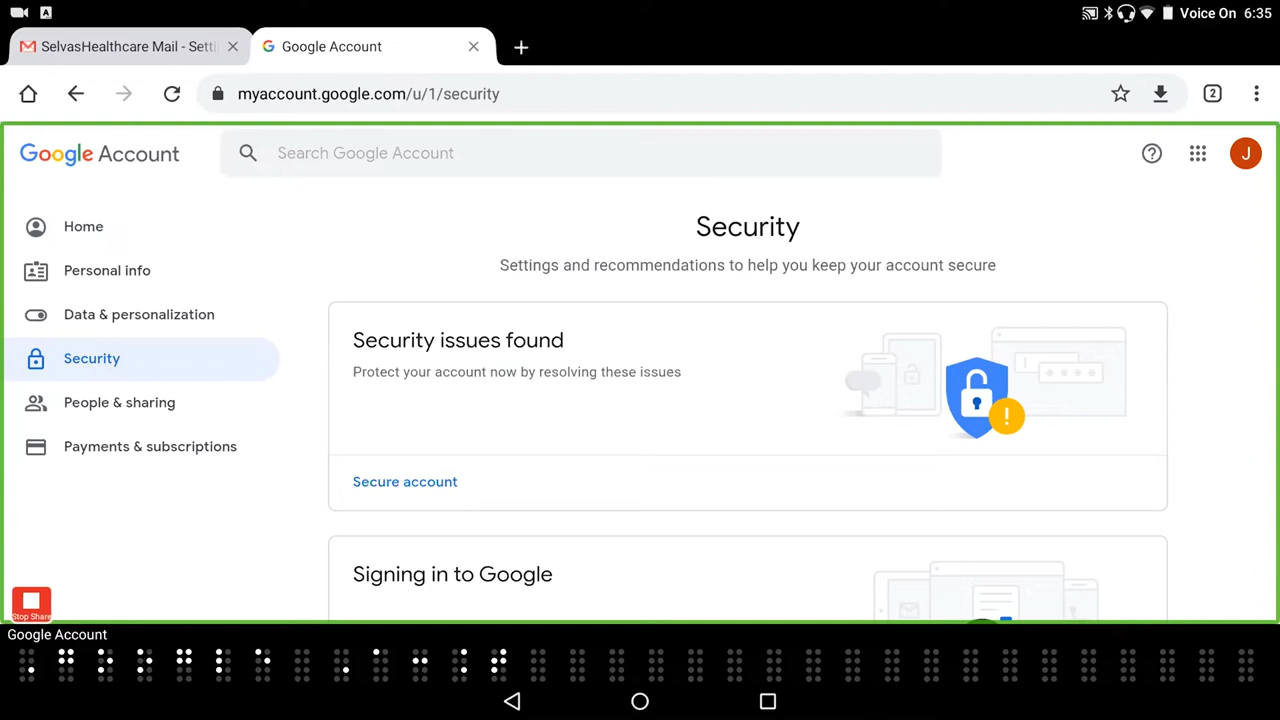 Voice On 6:35
SelvasHealthcare Mail - Setti
Google Account
myaccount.google.com/u/1/security
2
Google Account
Search Google Account
J
Home
Personal info
Data & personalization
Security
People & sharing
Payments & subscriptions
Security
Settings and recommendations to help you keep your account secure
Security issues found
Protect your account now by resolving these issues
Secure account
Signing in to Google
Stop Share
Google Account